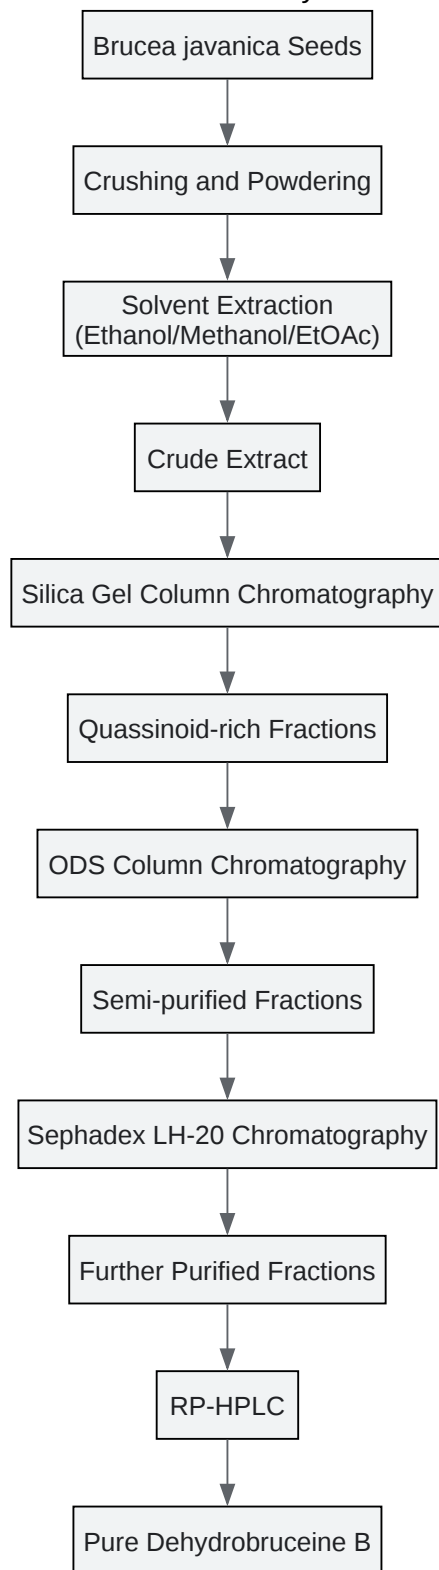 Brucea javanica Seeds
Crushing and Powdering
Solvent Extraction
(Ethanol/Methanol/EtOAc)
Crude Extract
Silica Gel Column Chromatography
Quassinoid-rich Fractions
ODS Column Chromatography
Semi-purified Fractions
Sephadex LH-20 Chromatography
Further Purified Fractions
RP-HPLC
Pure Dehydrobruceine B